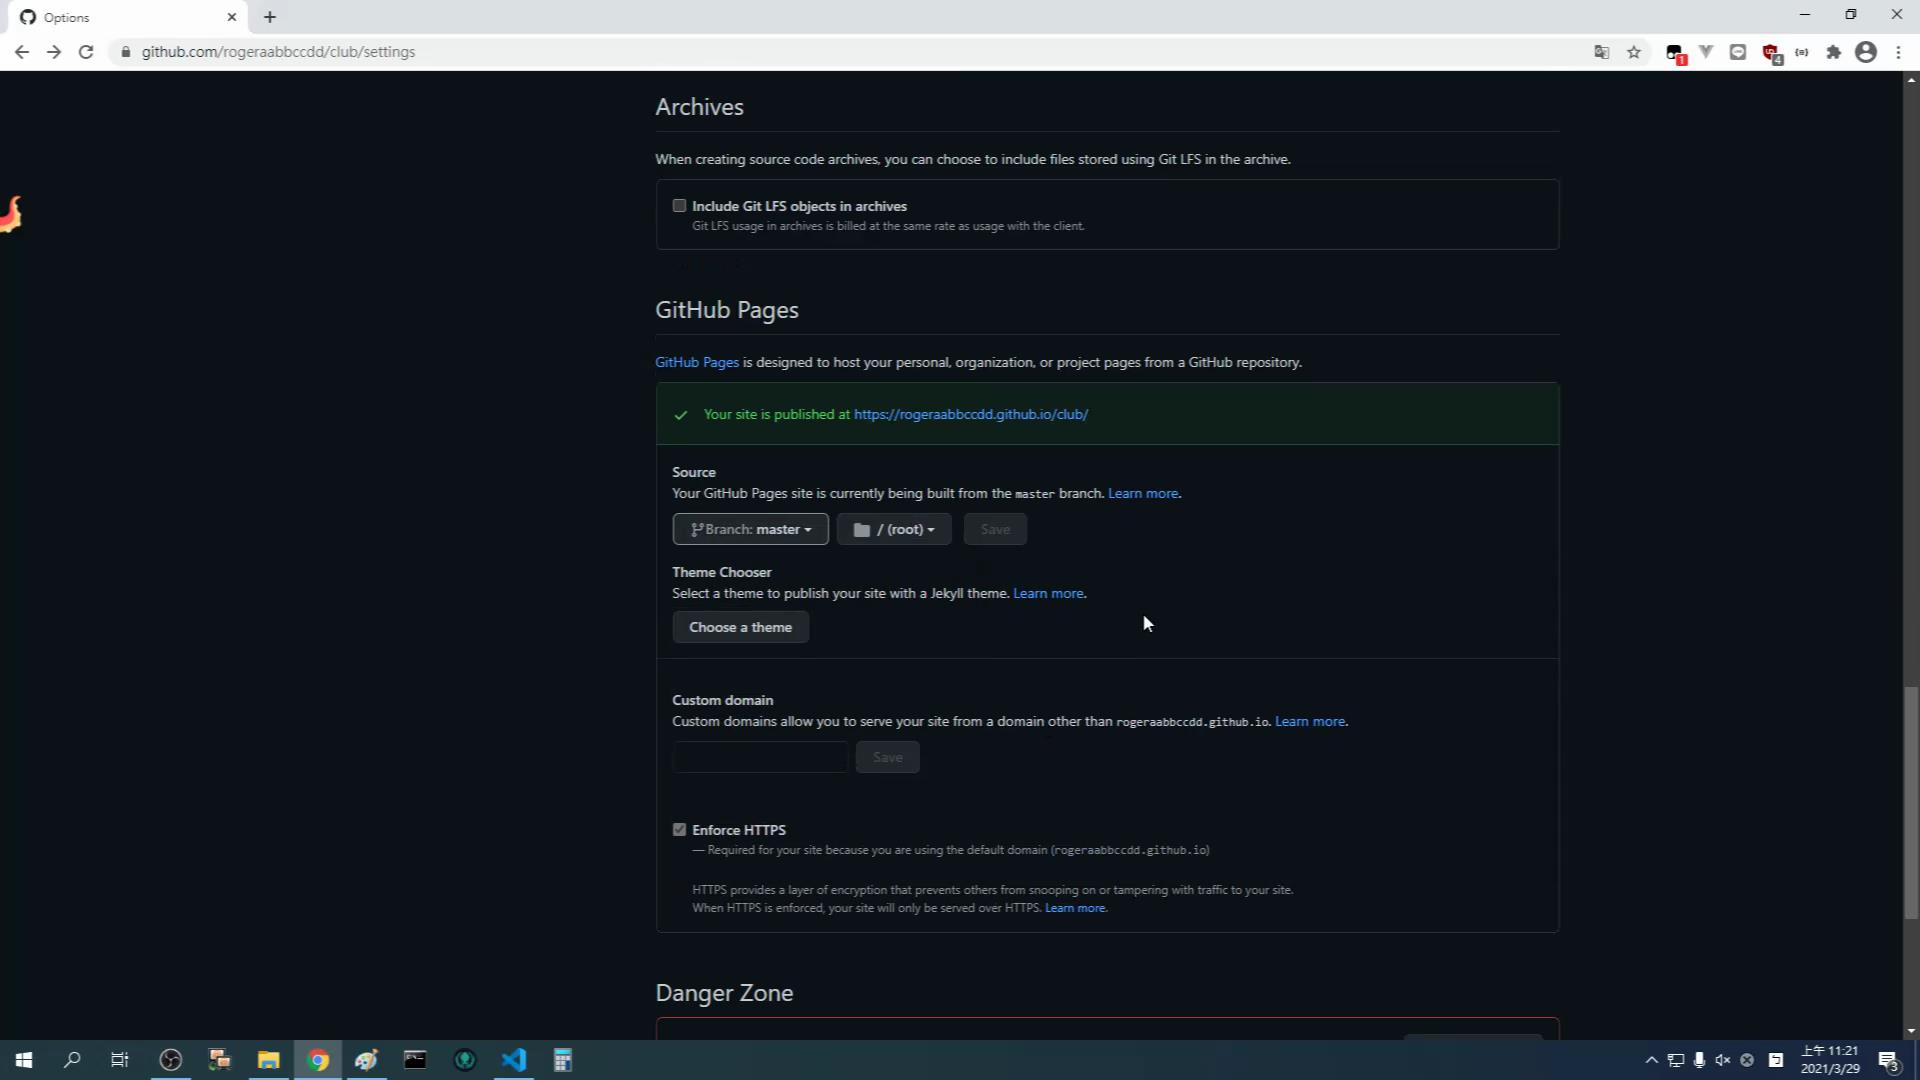 Options
github.com/rogeraabbccdd/club/settings
1
4
Archives
When creating source code archives, you can choose to include files stored using Git LFS in the archive.
Include Git LFS objects in archives
Git LFS usage in archives is billed at the same rate as usage with the client.
GitHub Pages
GitHub Pages is designed to host your personal, organization, or project pages from a GitHub repository.
Your site is published at https://rogeraabbccdd.github.io/club/
Source
Your GitHub Pages site is currently being built from the master branch. Learn more.
Branch: master
/ (root)
Save
Theme Chooser
Select a theme to publish your site with a Jekyll theme. Learn more.
Choose a theme
Custom domain
Custom domains allow you to serve your site from a domain other than rogeraabbccdd.github.io. Learn more.
Save
Enforce HTTPS
— Required for your site because you are using the default domain (rogeraabbccdd.github.io)
HTTPS provides a layer of encryption that prevents others from snooping on or tampering with traffic to your site.
When HTTPS is enforced, your site will only be served over HTTPS. Learn more.
Danger Zone
上午 11:21
2021/3/29
3